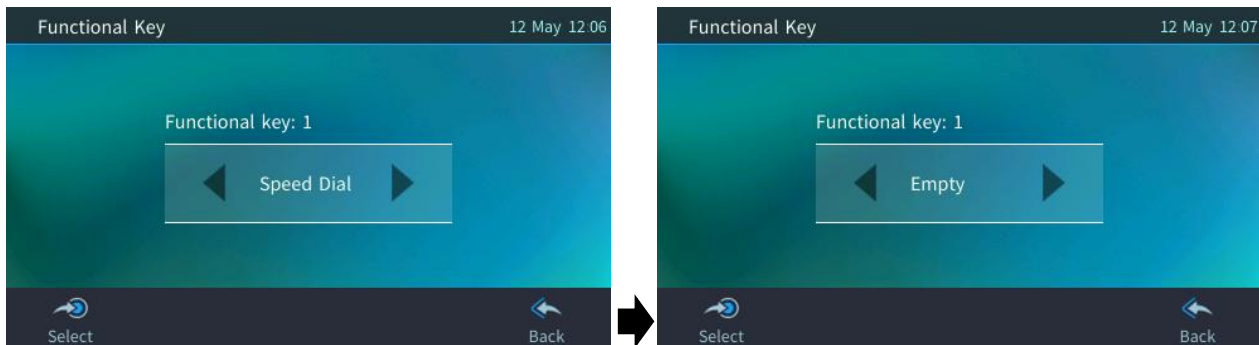 Functional Key 12 May 12:06
Functional key: 1
Speed Dial
Select Back
Functional Key 12 May 12:07
Functional key: 1
Empty
Select Back